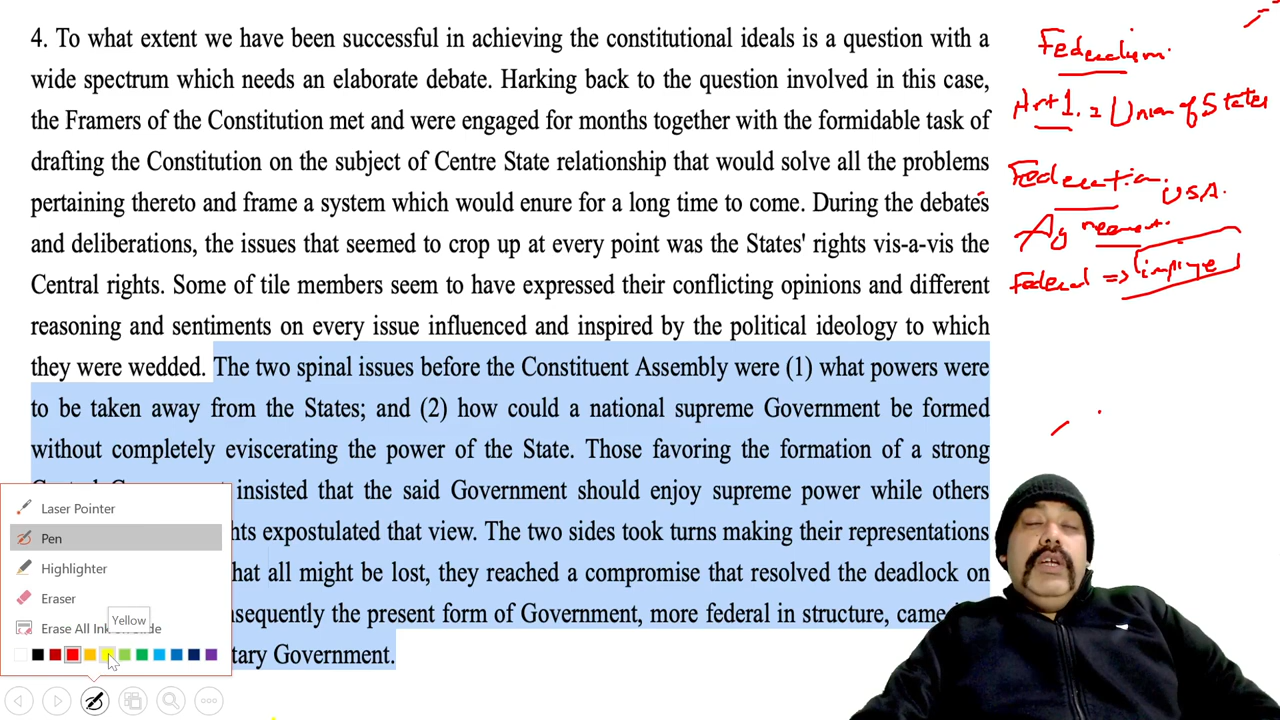 4. To what extent we have been successful in achieving the constitutional ideals is a question with a
wide spectrum which needs an elaborate debate. Harking back to the question involved in this case,
the Framers of the Constitution met and were engaged for months together with the formidable task of
drafting the Constitution on the subject of Centre State relationship that would solve all the problems
pertaining thereto and frame a system which would enure for a long time to come. During the debates
and deliberations, the issues that seemed to crop up at every point was the States' rights vis-a-vis the
Central rights. Some of tile members seem to have expressed their conflicting opinions and different
reasoning and sentiments on every issue influenced and inspired by the political ideology to which
they were wedded. The two spinal issues before the Constituent Assembly were (1) what powers were
to be taken away from the States; and (2) how could a national supreme Government be formed
without completely eviscerating the power of the State. Those favoring the formation of a strong
insisted that the said Government should enjoy supreme power while others
hts expostulated that view. The two sides took turns making their representations
hat all might be lost, they reached a compromise that resolved the deadlock on
sequently the present form of Government, more federal in structure, came
tary Government.
Federalism.
Art 1. = Union of States
Federation.
USA.
Agreement.
Federal =>
Laser Pointer
Pen
Highlighter
Eraser
Yellow
Erase All Ink on Slide